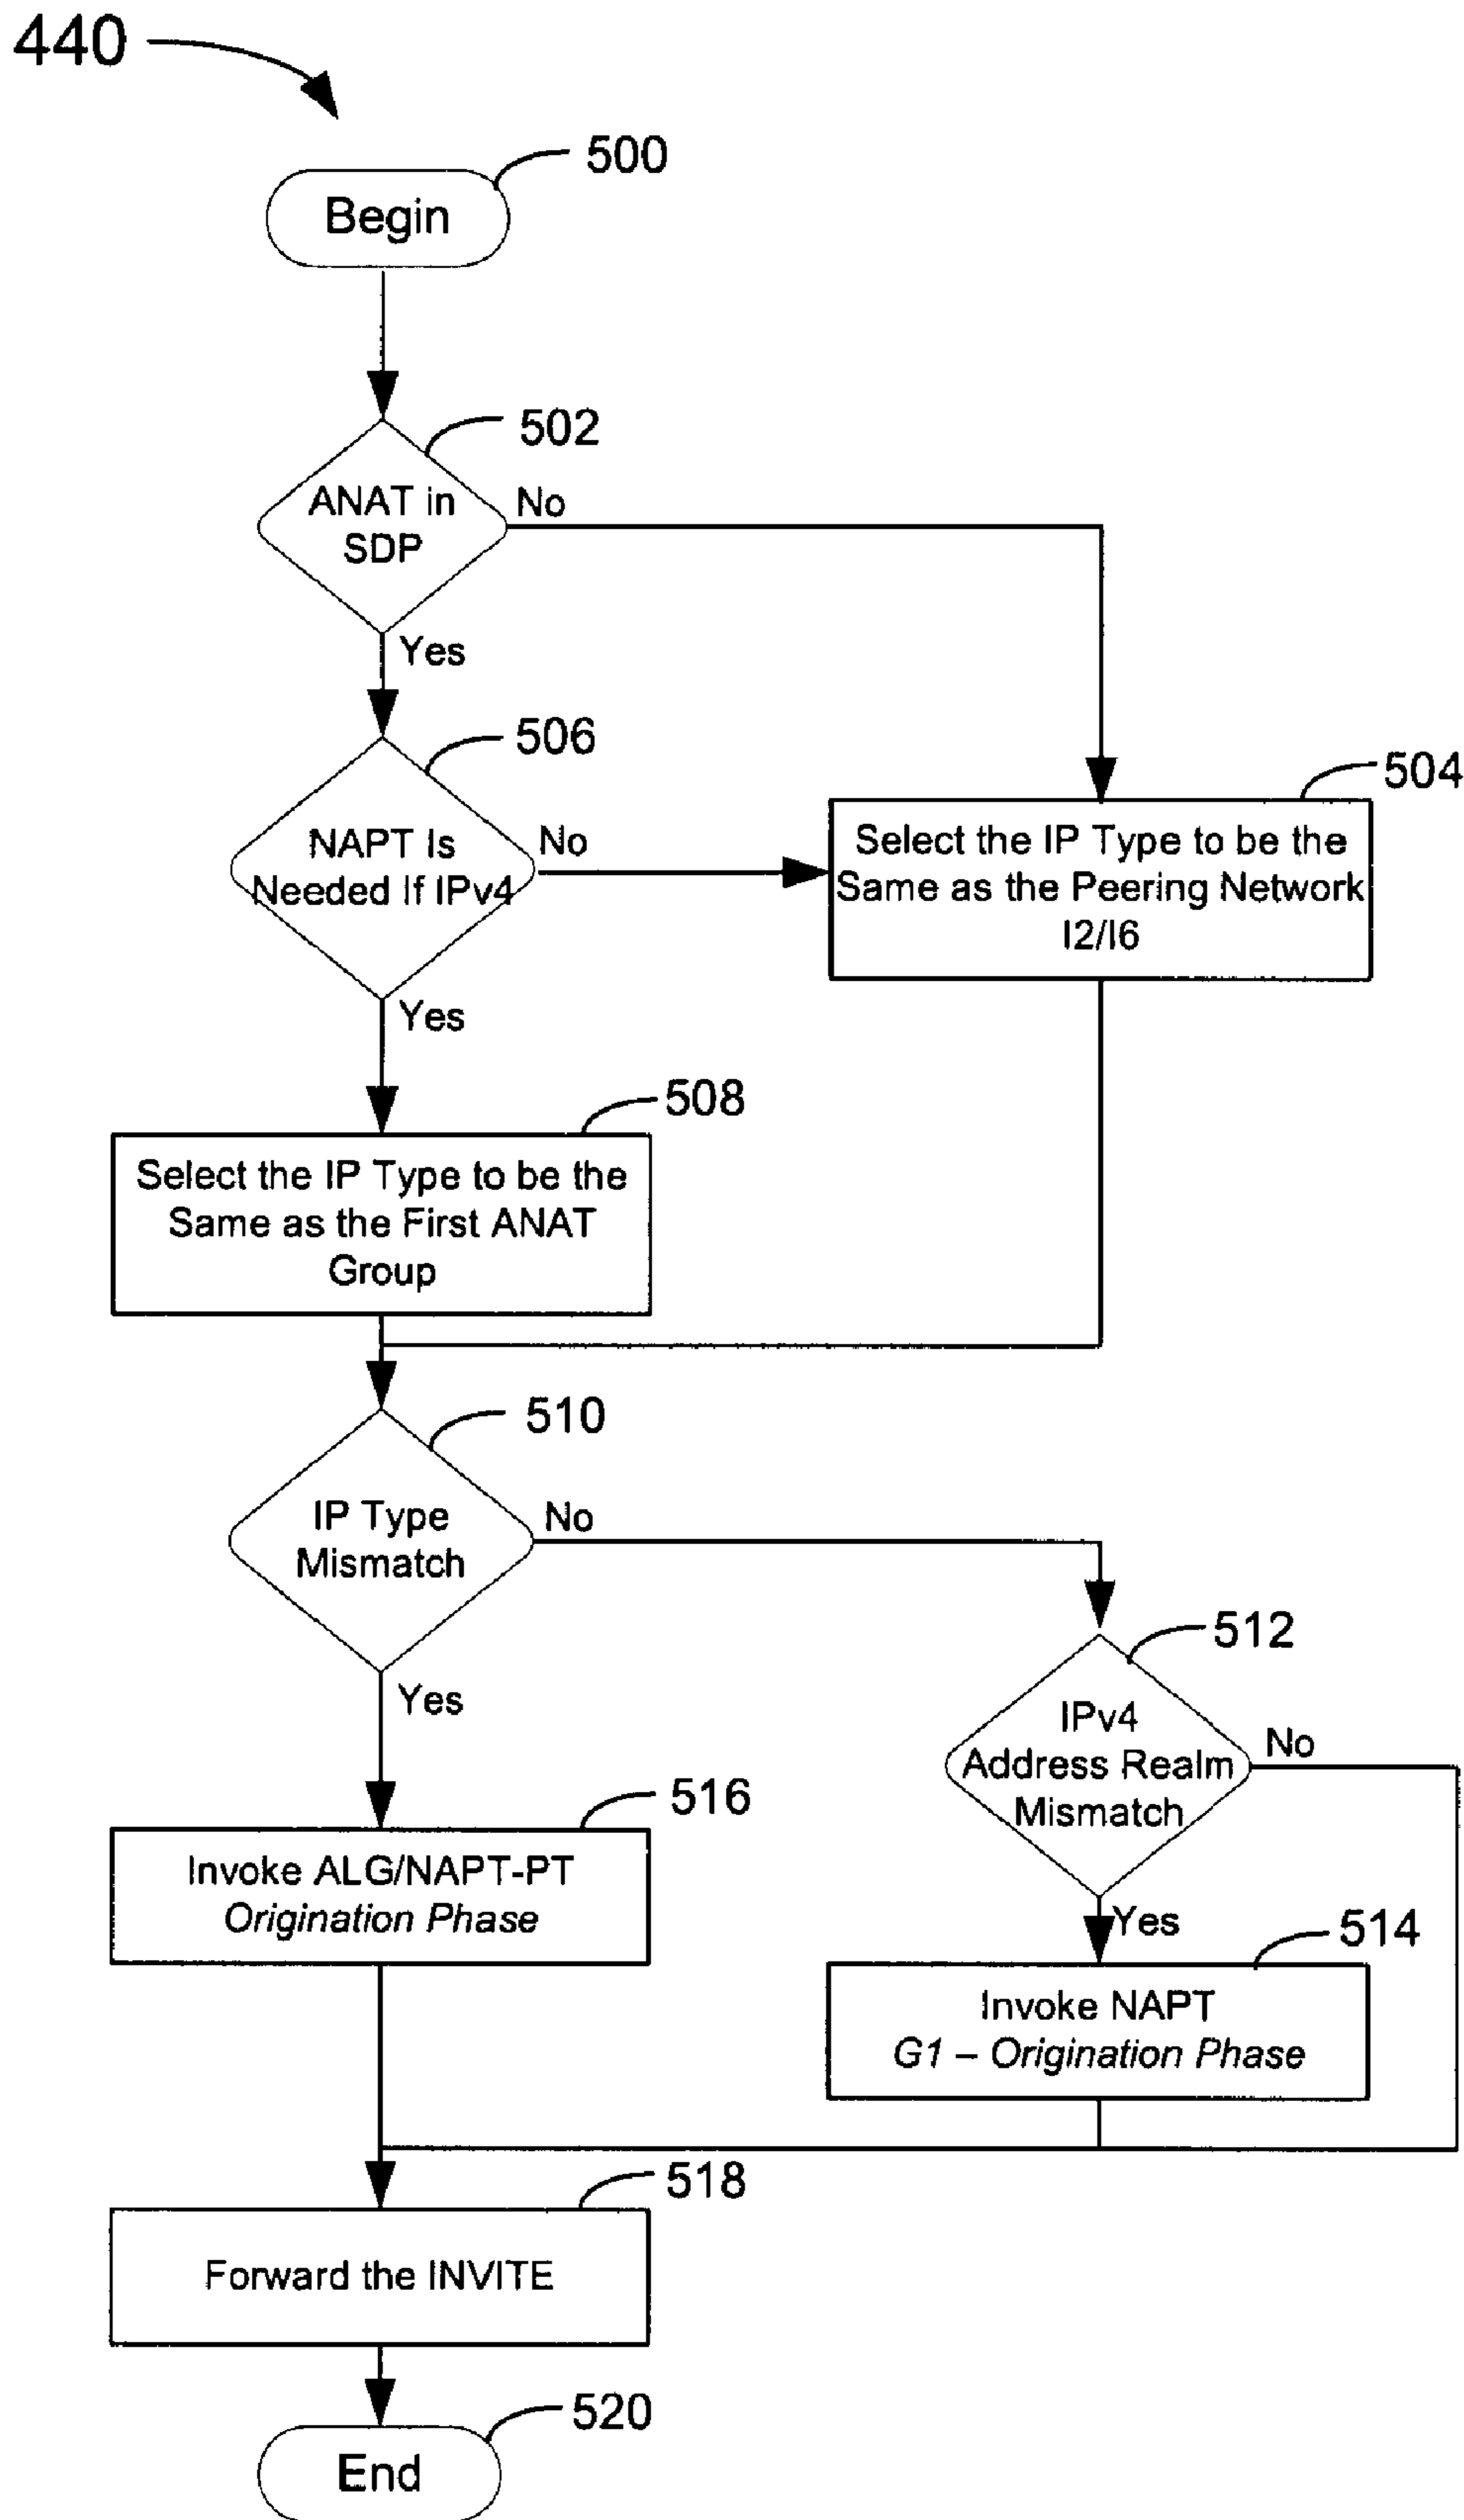 440
500
Begin
502
ANAT in
SDP
No
Yes
506
NAPT Is
Needed If IPv4
No
504
Select the IP Type to be the
Same as the Peering Network
I2/I6
Yes
508
Select the IP Type to be the
Same as the First ANAT
Group
510
IP Type
Mismatch
No
512
IPv4
Address Realm
Mismatch
No
Yes
516
Invoke ALG/NAPT-PT
Origination Phase
Yes
514
Invoke NAPT
G1 – Origination Phase
518
Forward the INVITE
520
End